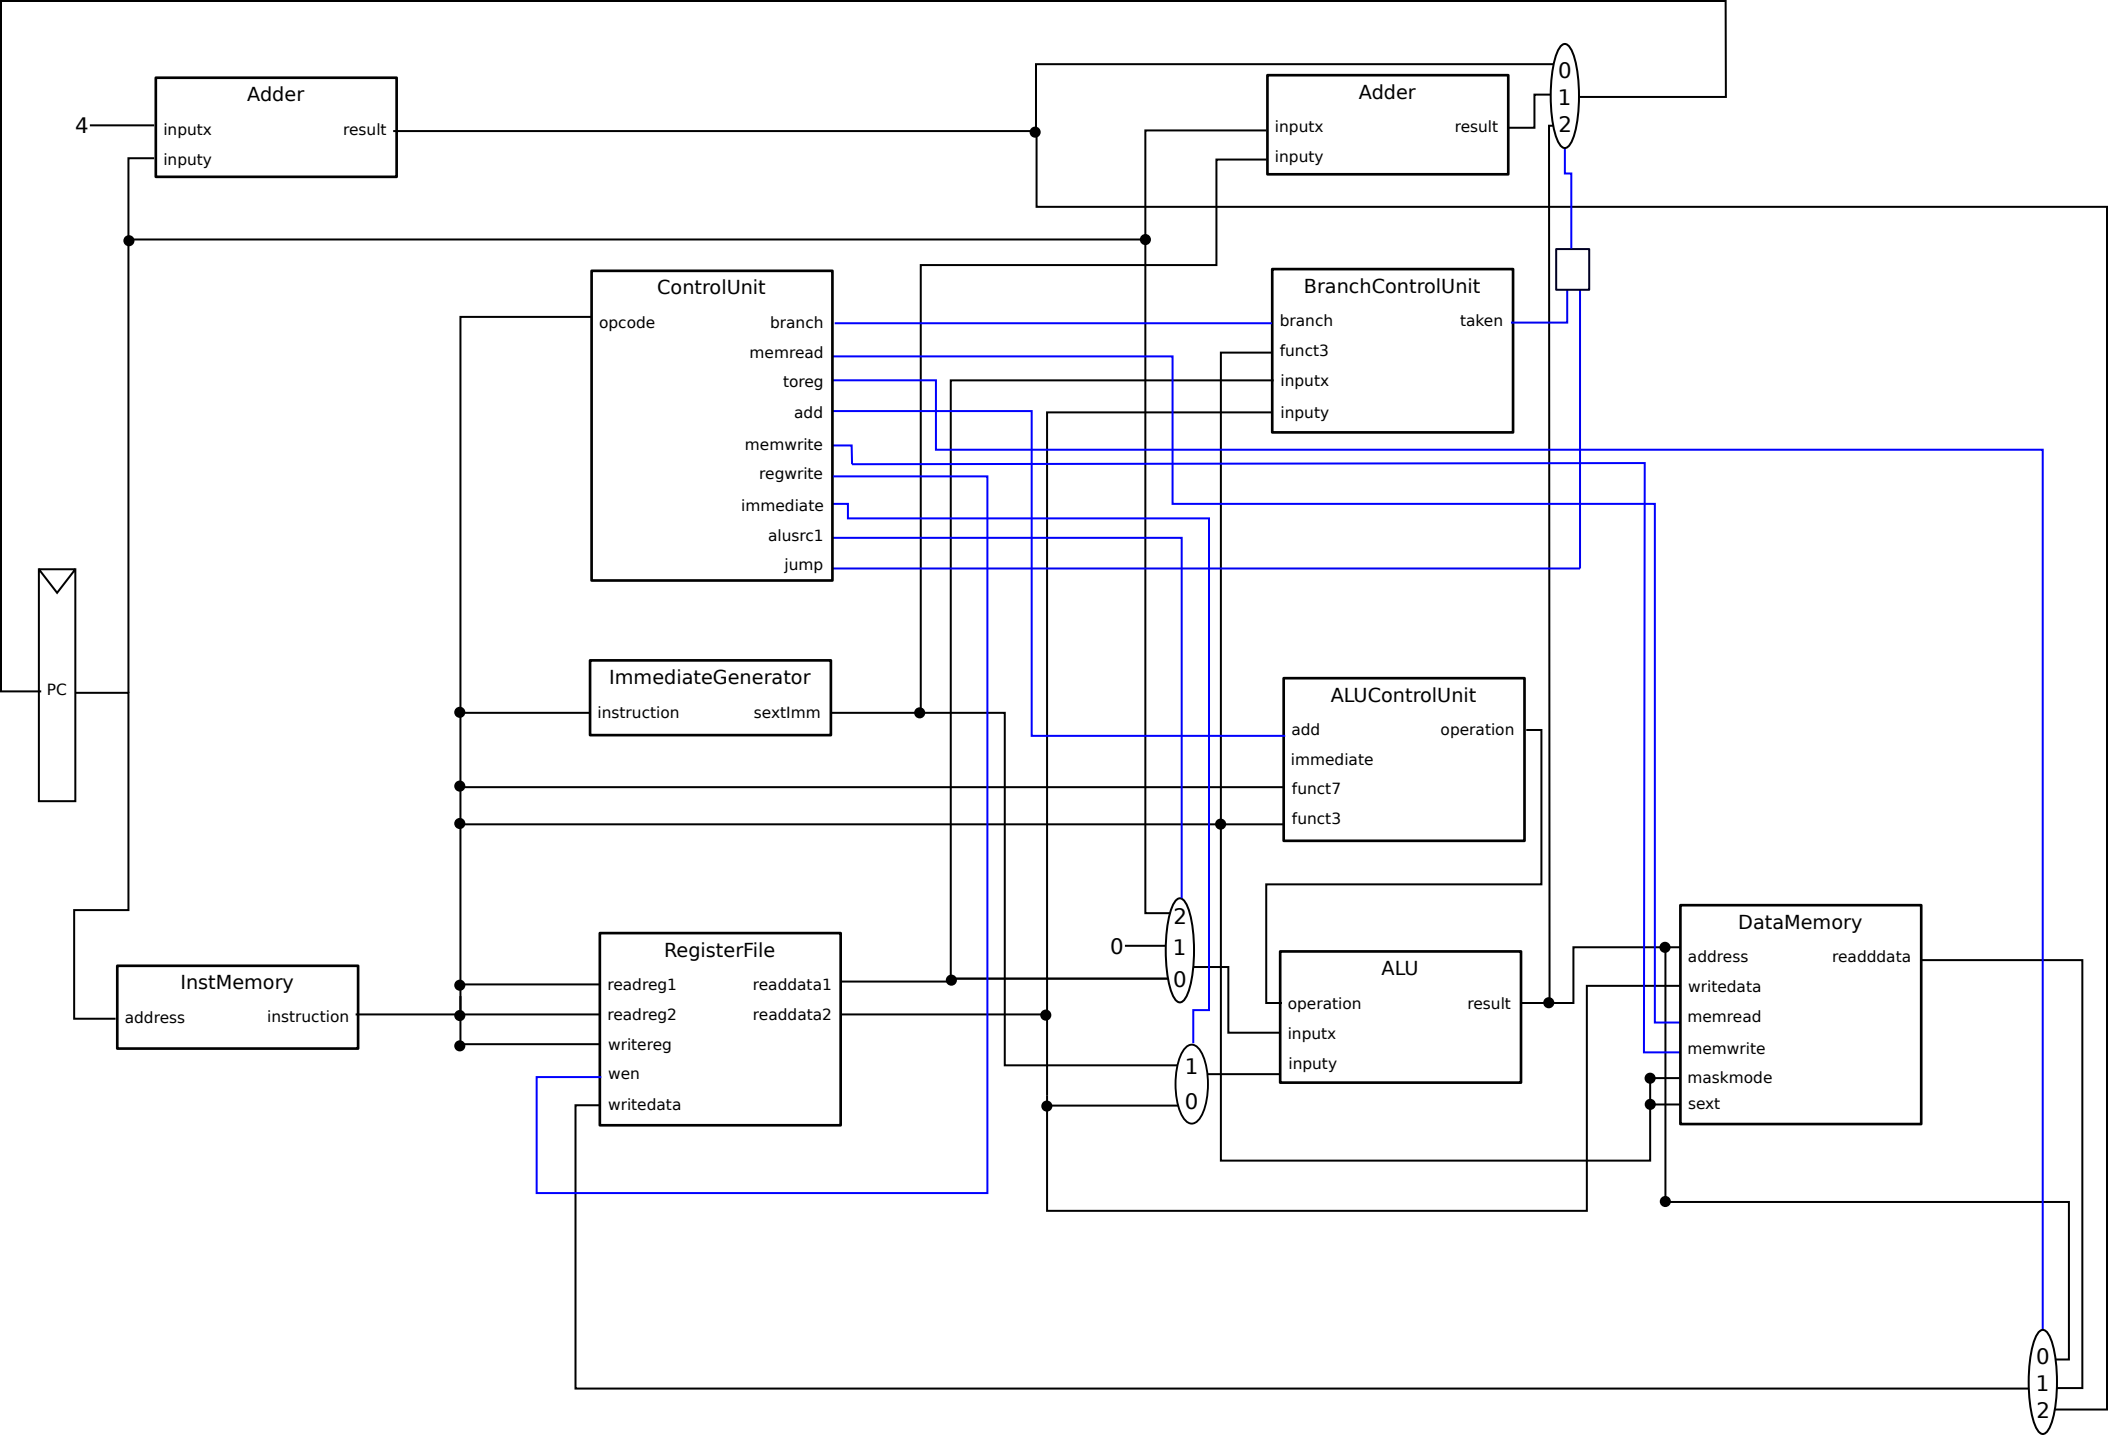 Adder
4
inputx
result
inputy
Adder
inputx
result
inputy
0
1
2
ControlUnit
opcode
branch
memread
toreg
add
memwrite
regwrite
immediate
alusrc1
jump
BranchControlUnit
branch
taken
funct3
inputx
inputy
PC
ImmediateGenerator
instruction
sextImm
ALUControlUnit
add
operation
immediate
funct7
funct3
InstMemory
address
instruction
RegisterFile
readreg1
readdata1
readreg2
readdata2
writereg
wen
writedata
2
0
1
0
1
0
ALU
operation
result
inputx
inputy
DataMemory
address
readddata
writedata
memread
memwrite
maskmode
sext
0
1
2